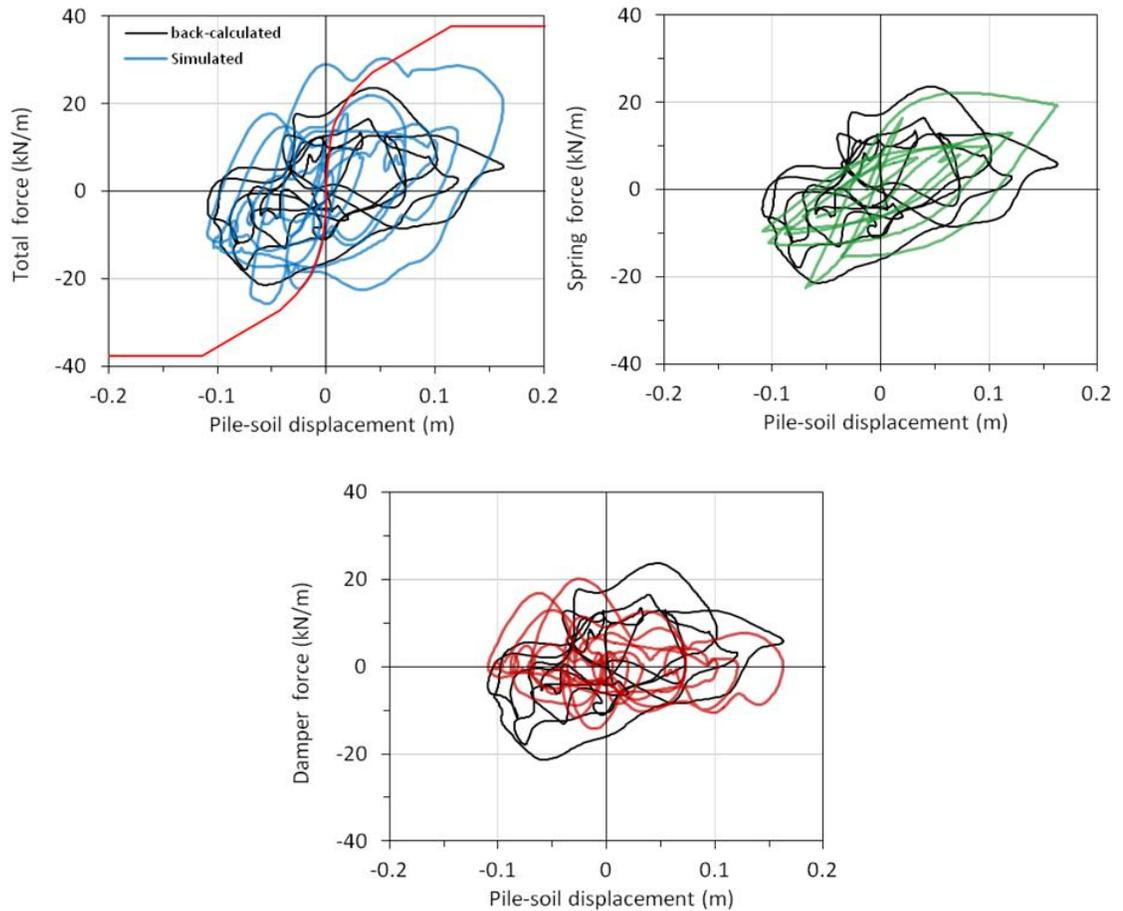 back-calculated
Simulated
Total force (kN/m)
40
20
0
-20
-40
-0.2 -0.1 0 0.1 0.2
Pile-soil displacement (m)
Spring force (kN/m)
40
20
0
-20
-40
-0.2 -0.1 0 0.1 0.2
Pile-soil displacement (m)
Damper force (kN/m)
40
20
0
-20
-40
-0.2 -0.1 0 0.1 0.2
Pile-soil displacement (m)